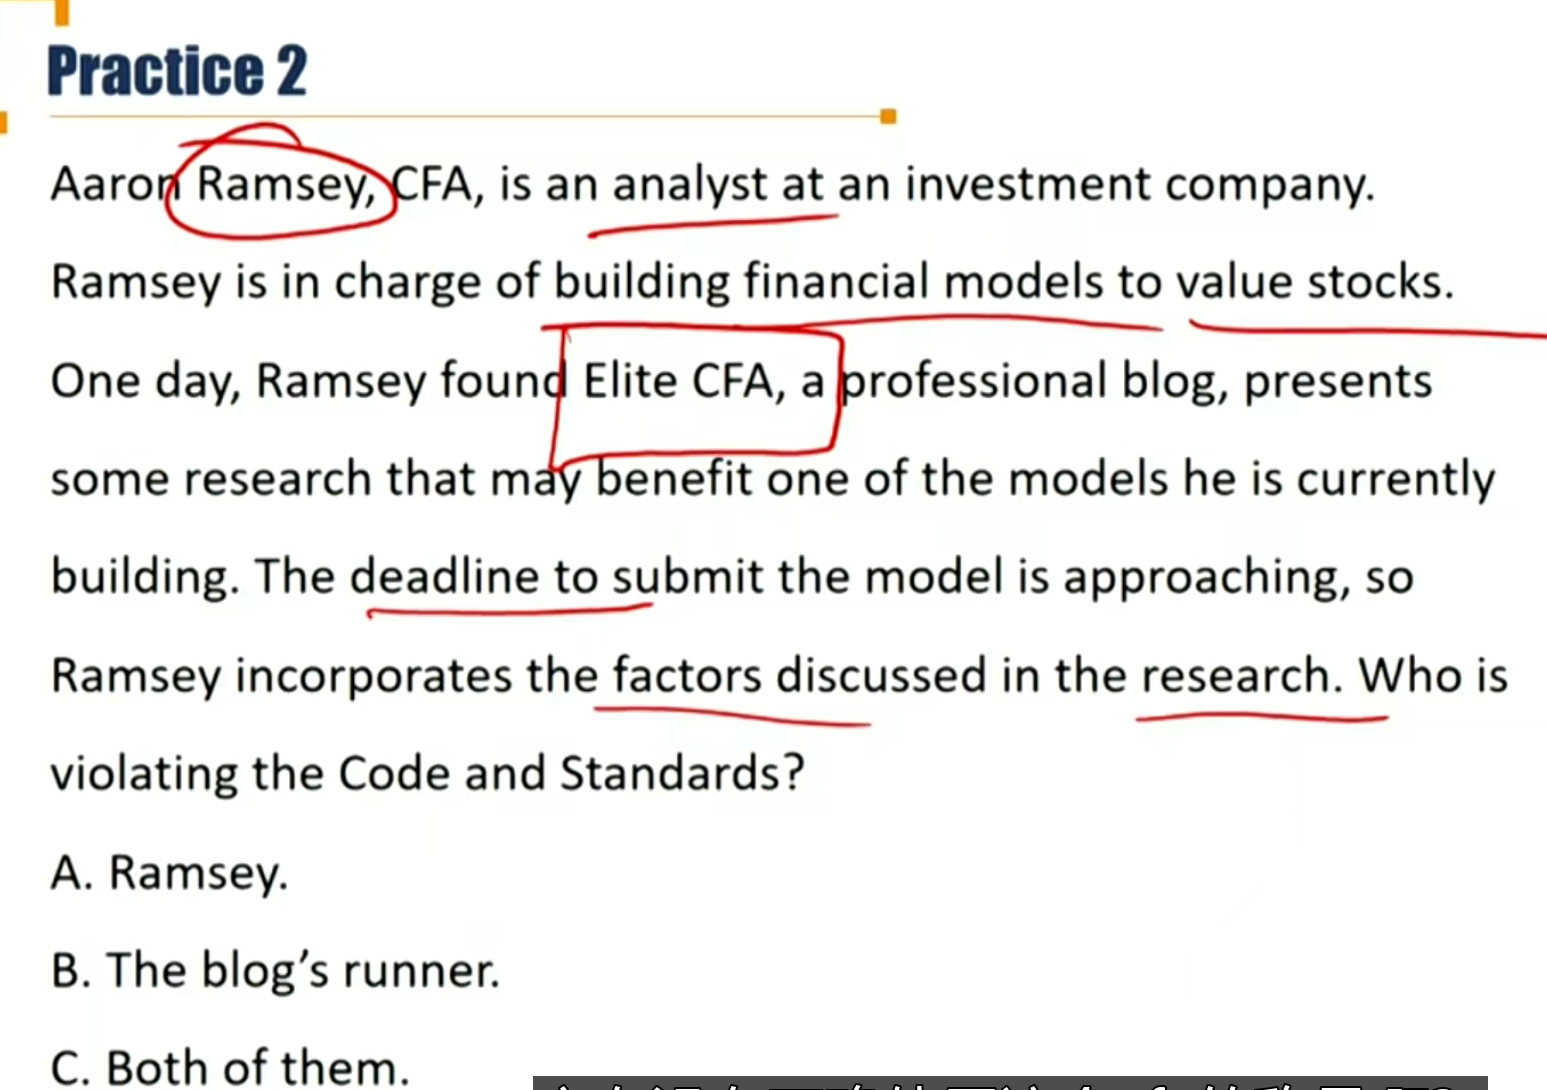 Practice 2
Aaron Ramsey, CFA, is an analyst at an investment company.
Ramsey is in charge of building financial models to value stocks.
One day, Ramsey found Elite CFA, a professional blog, presents
some research that may benefit one of the models he is currently
building. The deadline to submit the model is approaching, so
Ramsey incorporates the factors discussed in the research. Who is
violating the Code and Standards?
A. Ramsey.
B. The blog’s runner.
C. Both of them.